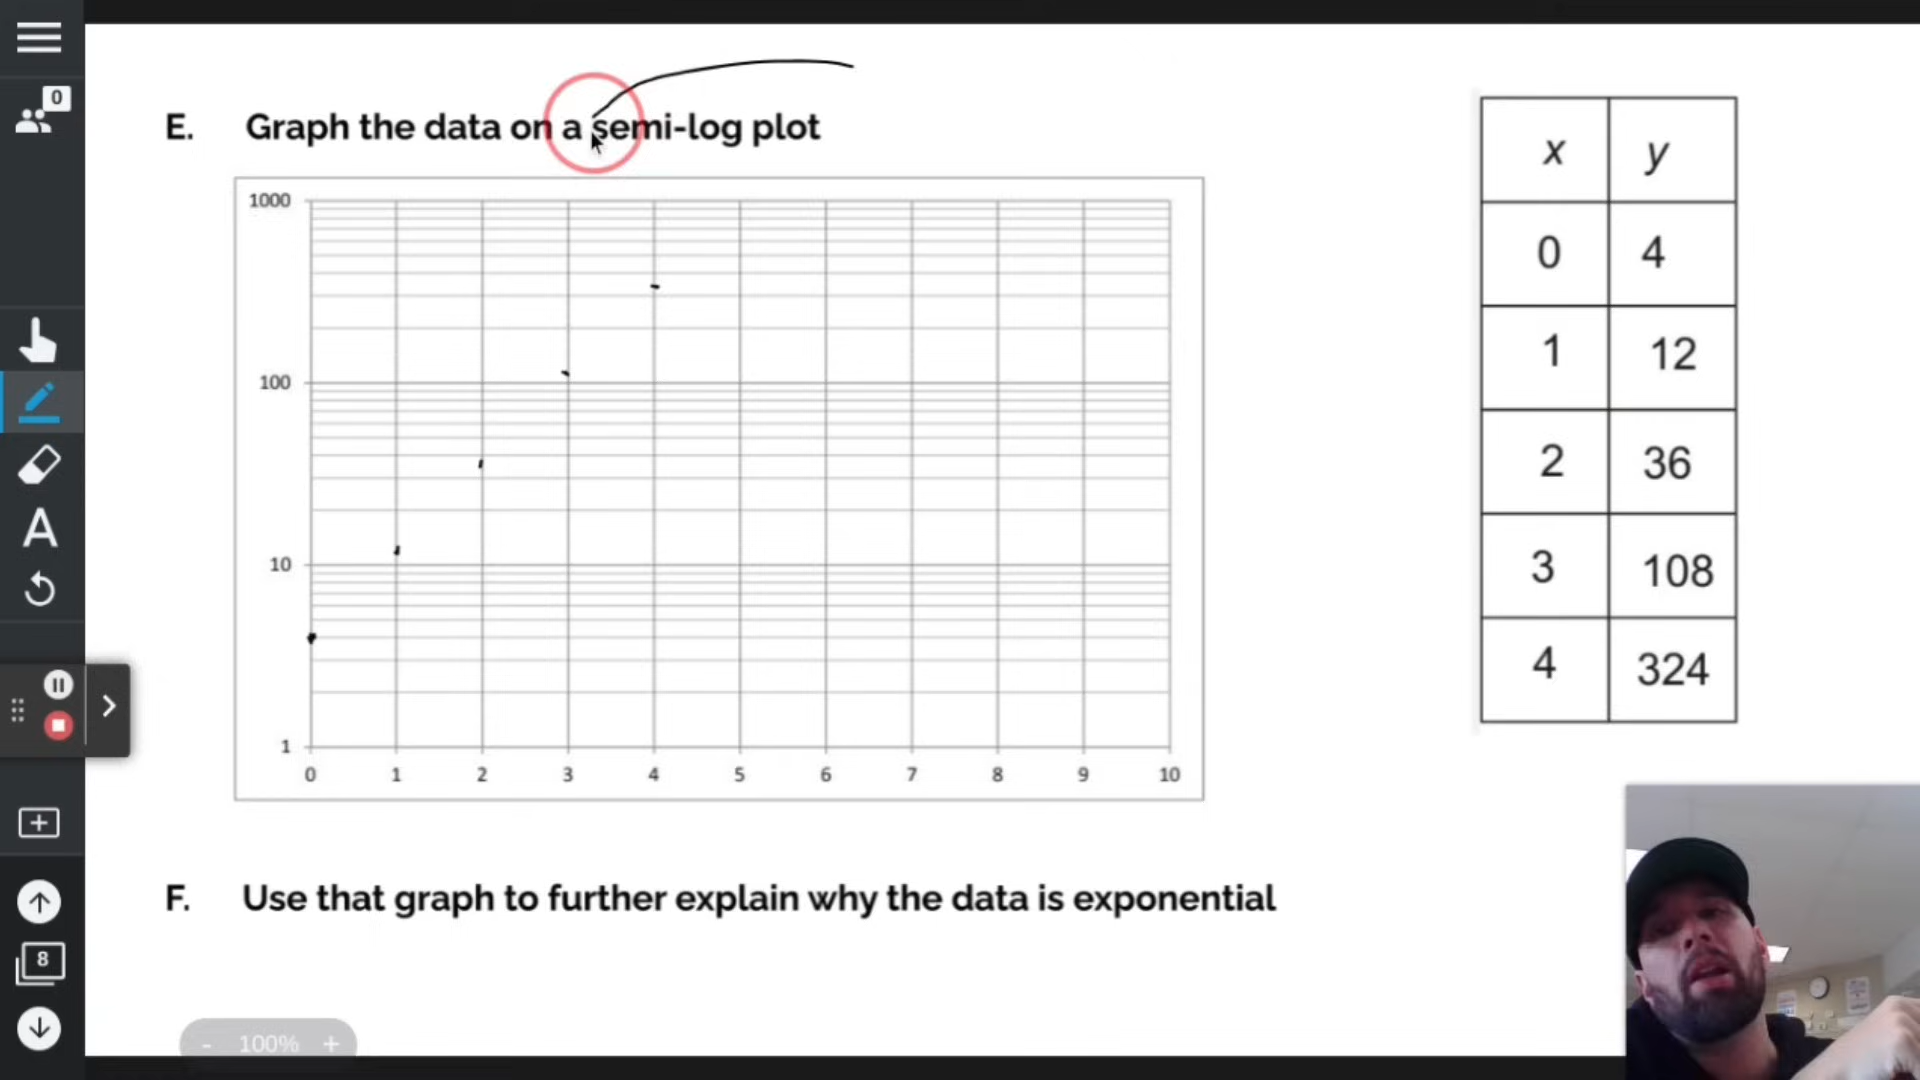 0
E. Graph the data on a semi-log plot
1000
100
10
1
0 1 2 3 4 5 6 7 8 9 10
x y
0 4
1 12
2 36
3 108
4 324
A
8
F. Use that graph to further explain why the data is exponential
- 100% +